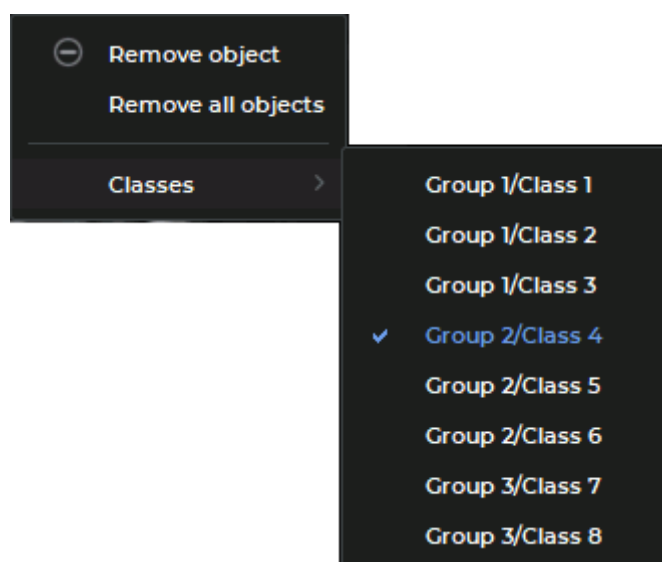 Remove object
Remove all objects
Classes
Group 1/Class 1
Group 1/Class 2
Group 1/Class 3
Group 2/Class 4
Group 2/Class 5
Group 2/Class 6
Group 3/Class 7
Group 3/Class 8